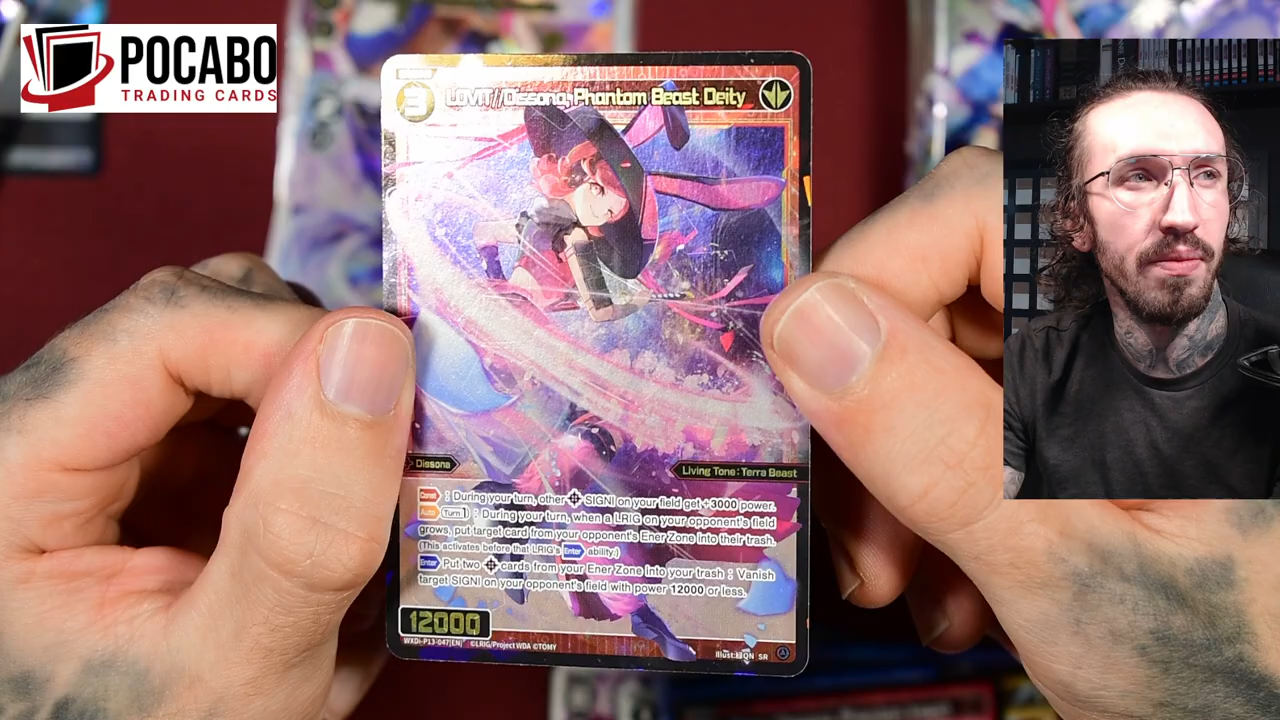 POCABO
TRADING CARDS
3
LOVIT//Dissona, Phantom Beast Deity
Dissona
Living Tone: Terra Beast
Const : During your turn, other SIGNI on your field get +3000 power.
Auto Turn 1 : During your turn, when a LRIG on your opponent's field
grows, put target card from your opponent's Ener Zone into their trash.
(This activates before that LRIG's Enter ability.)
Enter Put two cards from your Ener Zone into your trash : Vanish
target SIGNI on your opponent's field with power 12000 or less.
12000
WXDi-P13-047[EN] ©LRIG/Project WDA ©TOMY
Illust: SR